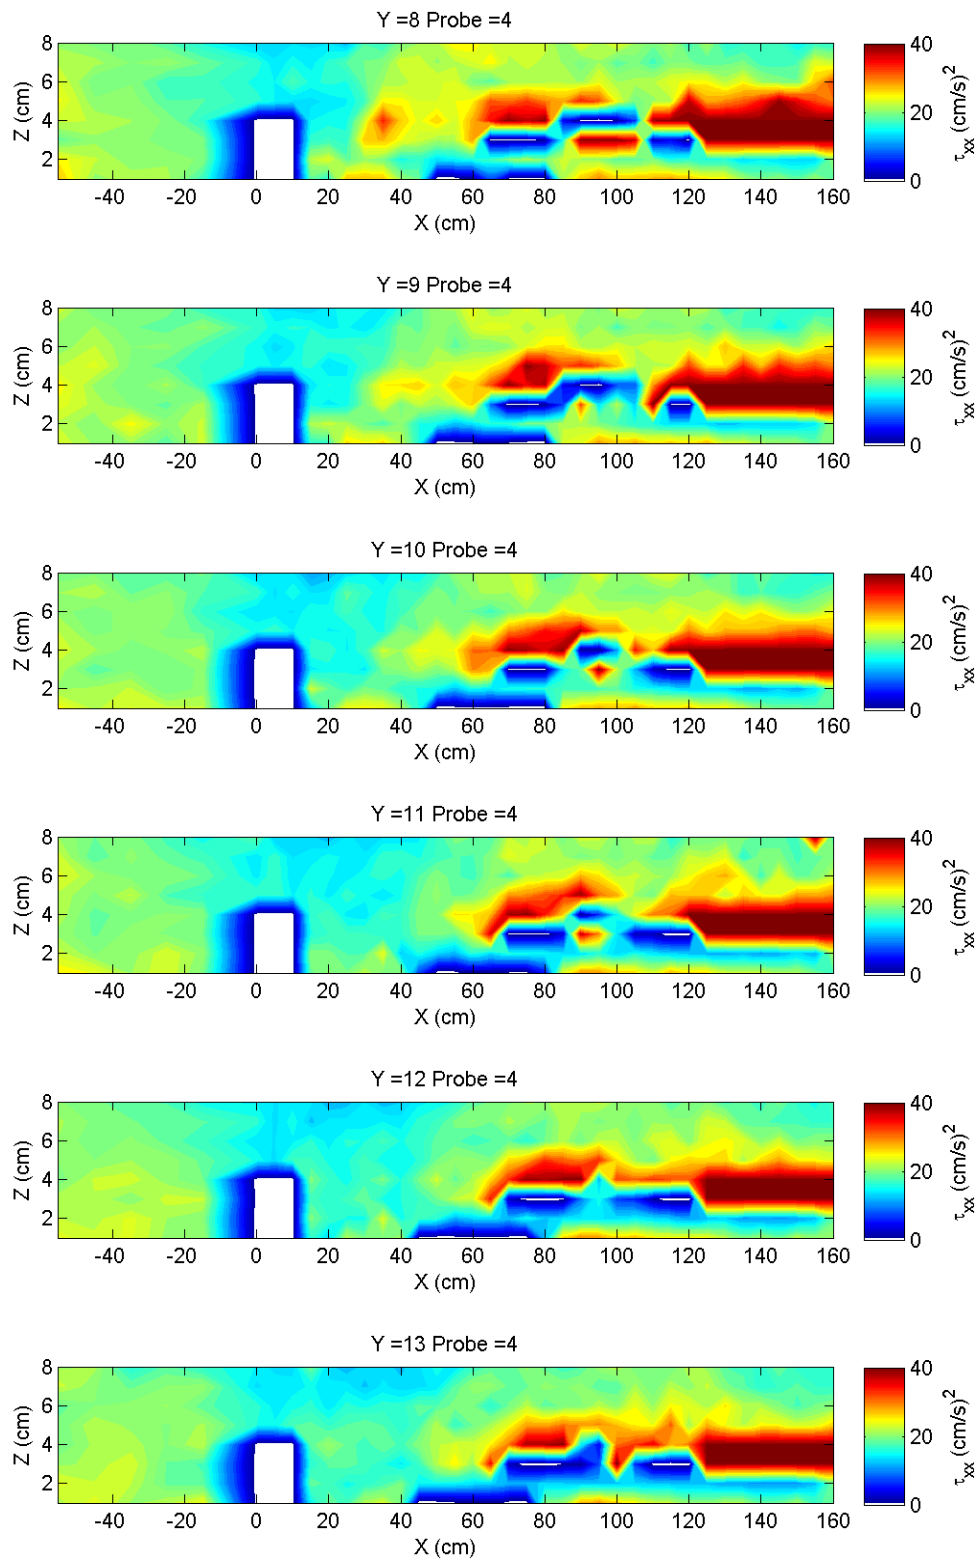 Y =8 Probe =4
8
6
4
2
Z (cm)
-40 -20 0 20 40 60 80 100 120 140 160
X (cm)
40
20
0
τxx (cm/s)²
Y =9 Probe =4
8
6
4
2
Z (cm)
-40 -20 0 20 40 60 80 100 120 140 160
X (cm)
40
20
0
τxx (cm/s)²
Y =10 Probe =4
8
6
4
2
Z (cm)
-40 -20 0 20 40 60 80 100 120 140 160
X (cm)
40
20
0
τxx (cm/s)²
Y =11 Probe =4
8
6
4
2
Z (cm)
-40 -20 0 20 40 60 80 100 120 140 160
X (cm)
40
20
0
τxx (cm/s)²
Y =12 Probe =4
8
6
4
2
Z (cm)
-40 -20 0 20 40 60 80 100 120 140 160
X (cm)
40
20
0
τxx (cm/s)²
Y =13 Probe =4
8
6
4
2
Z (cm)
-40 -20 0 20 40 60 80 100 120 140 160
X (cm)
40
20
0
τxx (cm/s)²